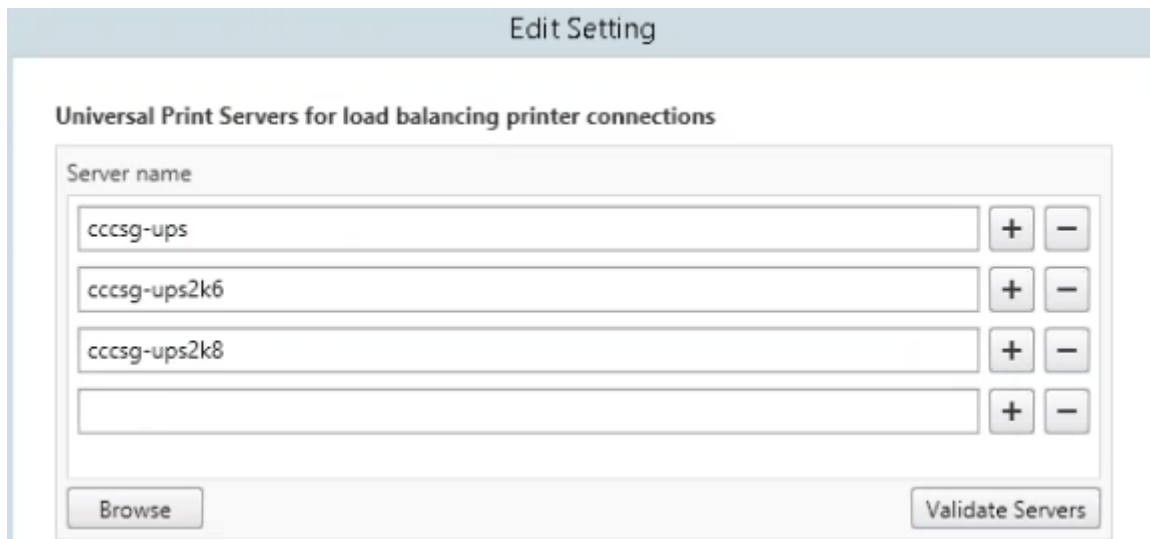 Edit Setting
Universal Print Servers for load balancing printer connections
Server name
cccsg-ups
+ −
cccsg-ups2k6
+ −
cccsg-ups2k8
+ −
+ −
Browse
Validate Servers